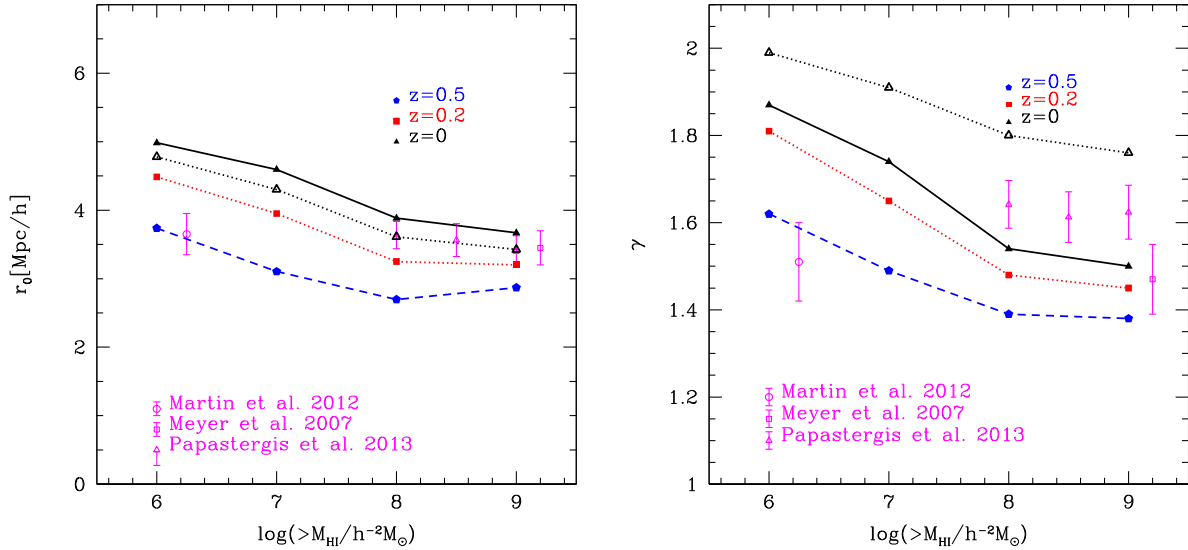 6
4
2
0
r₀[Mpc/h]
z=0.5
z=0.2
z=0
Martin et al. 2012
Meyer et al. 2007
Papastergis et al. 2013
6 7 8 9
log(>M_HI/h⁻²M⊙)
2
1.8
1.6
1.4
1.2
1
γ
z=0.5
z=0.2
z=0
Martin et al. 2012
Meyer et al. 2007
Papastergis et al. 2013
6 7 8 9
log(>M_HI/h⁻²M⊙)